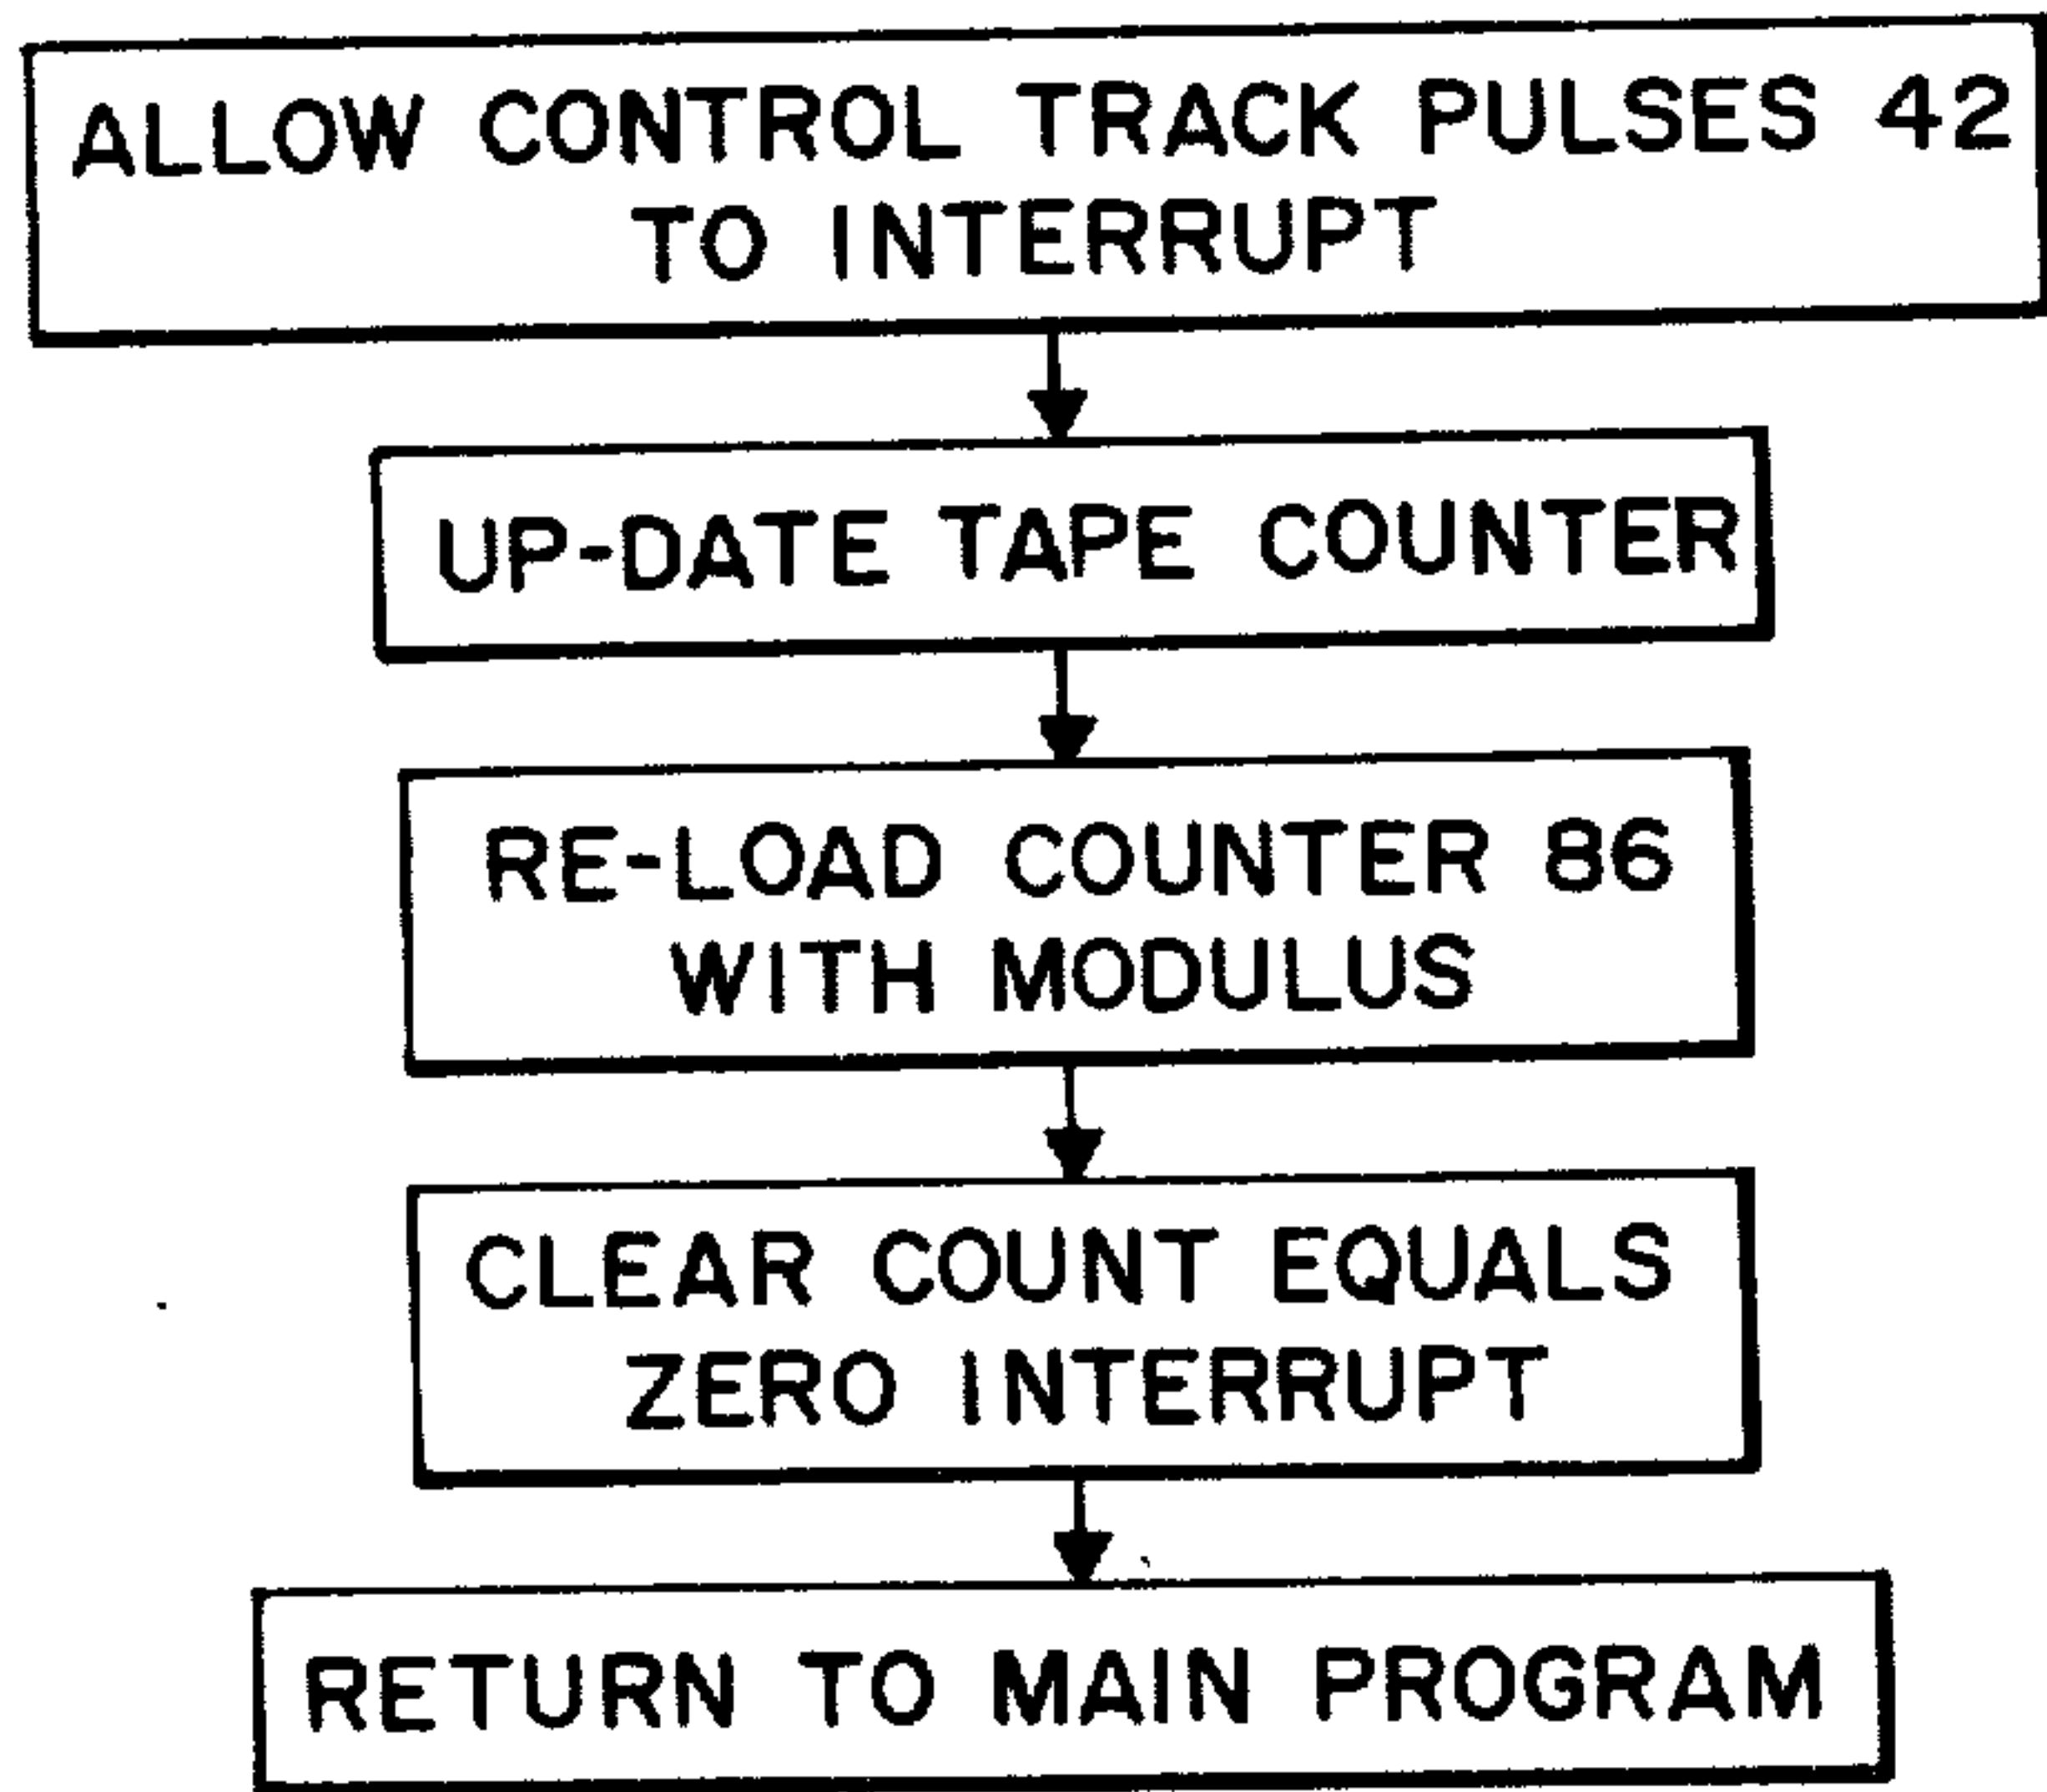 ALLOW CONTROL TRACK PULSES 42
TO INTERRUPT
UP-DATE TAPE COUNTER
RE-LOAD COUNTER 86
WITH MODULUS
CLEAR COUNT EQUALS
ZERO INTERRUPT
RETURN TO MAIN PROGRAM